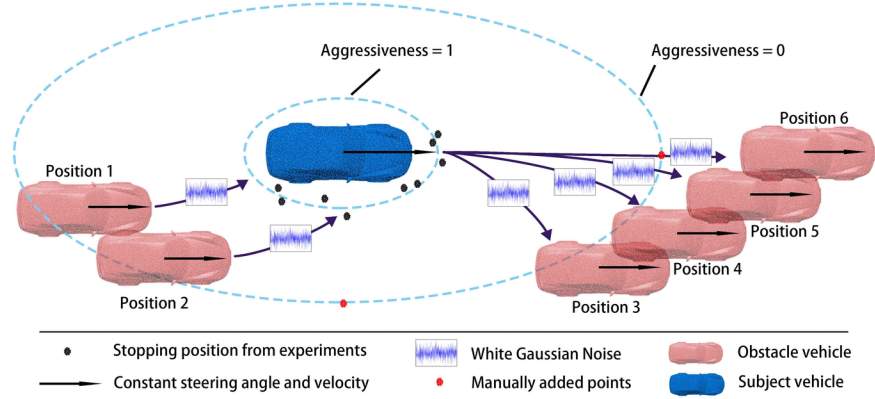 Aggressiveness = 1
Aggressiveness = 0
Position 6
Position 1
Position 5
Position 4
Position 2
Position 3
Stopping position from experiments
White Gaussian Noise
Obstacle vehicle
Constant steering angle and velocity
Manually added points
Subject vehicle